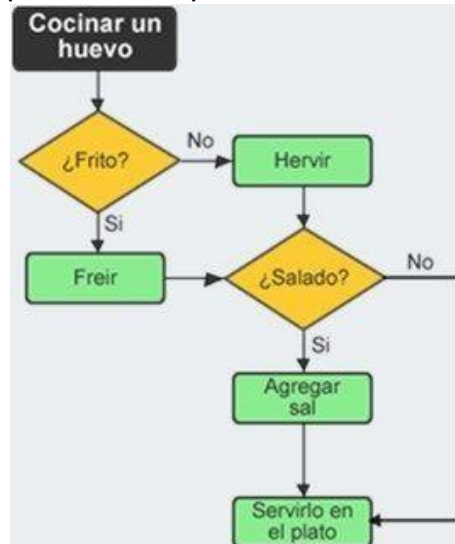 Cocinar un
huevo
¿Frito?
No
Hervir
Si
Freir
¿Salado?
No
Si
Agregar
sal
Servirlo en
el plato